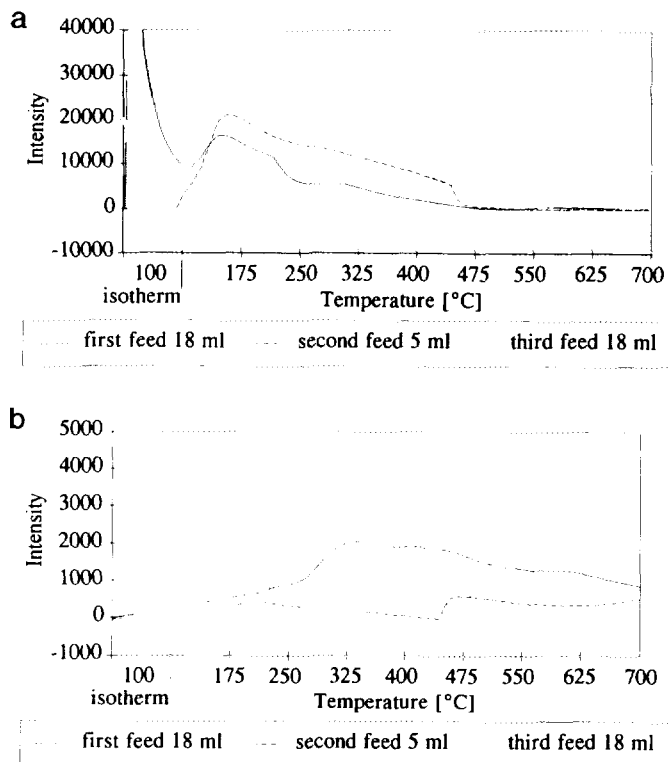 a
40000
30000
20000
10000
0
-10000
Intensity
100 175 250 325 400 475 550 625 700
isotherm Temperature [°C]
first feed 18 ml second feed 5 ml third feed 18 ml
b
5000
4000
3000
2000
1000
0
-1000
Intensity
100 175 250 325 400 475 550 625 700
isotherm Temperature [°C]
first feed 18 ml second feed 5 ml third feed 18 ml